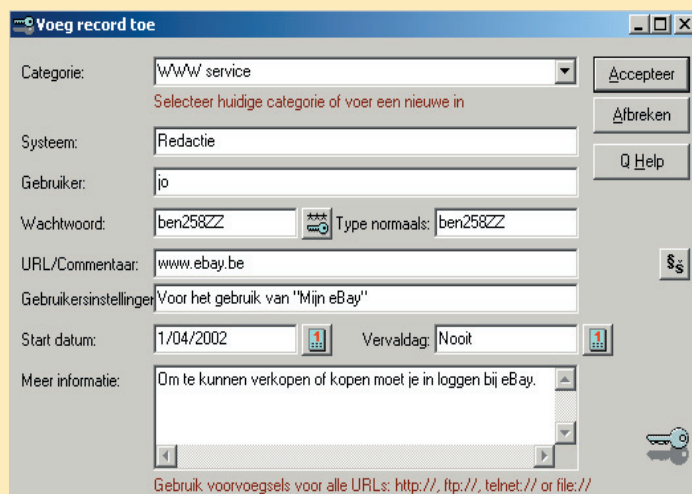 Voeg record toe
Categorie: WWW service Accepteer
Selecteer huidige categorie of voer een nieuwe in
Afbreken
Systeem: Redactie
Q Help
Gebruiker: jo
Wachtwoord: ben258ZZ Type normaals: ben258ZZ
URL/Commentaar: www.ebay.be
Gebruikersinstellinger Voor het gebruik van "Mijn eBay"
Start datum: 1/04/2002 1 Vervaldag: Nooit 1
Meer informatie: Om te kunnen verkopen of kopen moet je in loggen bij eBay.
Gebruik voorvoegsels voor alle URLs: http://, ftp://, telnet:// or file://